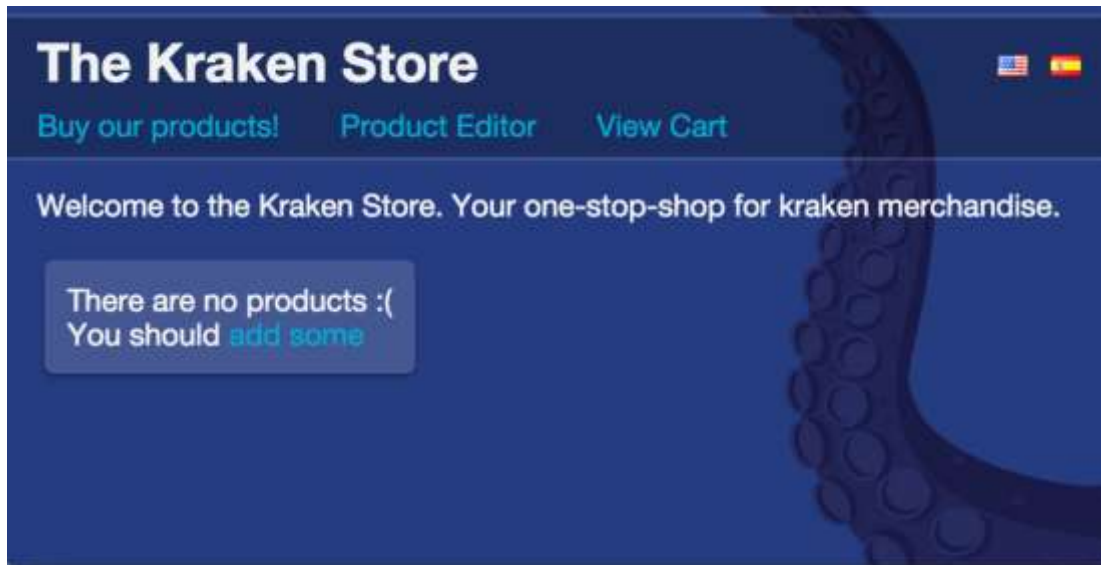 The Kraken Store
Buy our products! Product Editor View Cart
Welcome to the Kraken Store. Your one-stop-shop for kraken merchandise.
There are no products :(
You should add some